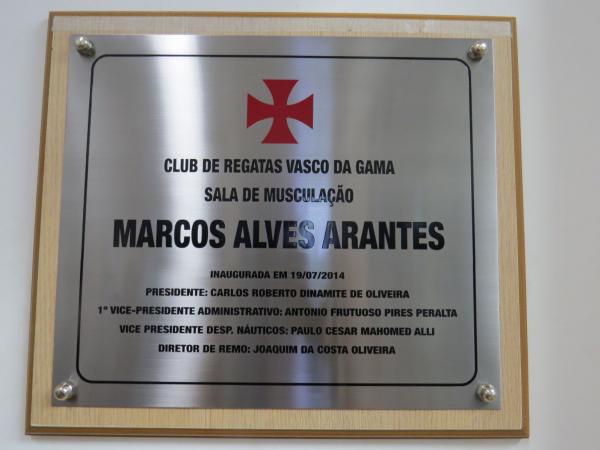 CLUB DE REGATAS VASCO DA GAMA
SALA DE MUSCULAÇÃO
MARCOS ALVES ARANTES
INAUGURADA EM 19/07/2014
PRESIDENTE: CARLOS ROBERTO DINAMITE DE OLIVEIRA
1º VICE-PRESIDENTE ADMINISTRATIVO: ANTONIO FRUTUOSO PIRES PERALTA
VICE PRESIDENTE DESP. NÁUTICOS: PAULO CESAR MAHOMED ALLI
DIRETOR DE REMO: JOAQUIM DA COSTA OLIVEIRA